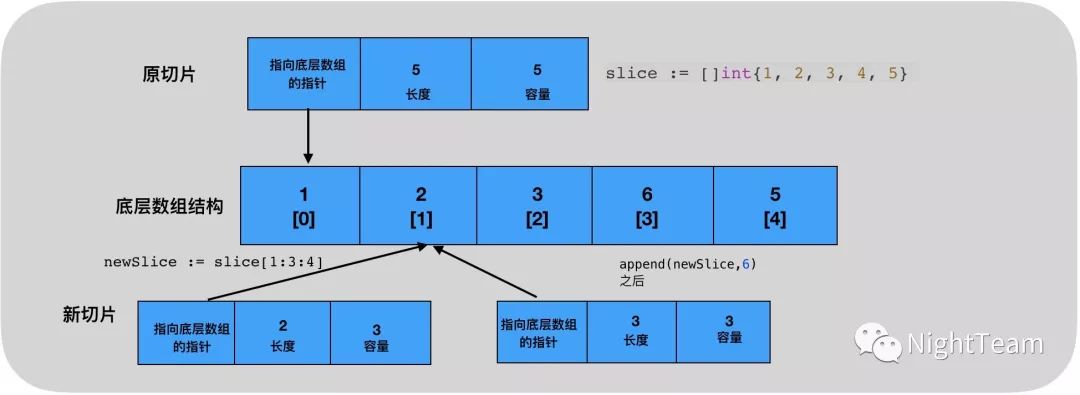 原切片
指向底层数组
的指针
5
长度
5
容量
slice := []int{1, 2, 3, 4, 5}
底层数组结构
1
[0]
2
[1]
3
[2]
6
[3]
5
[4]
newSlice := slice[1:3:4]
append(newSlice,6)
之后
新切片
指向底层数组
的指针
2
长度
3
容量
指向底层数组
的指针
3
长度
3
容量
NightTeam